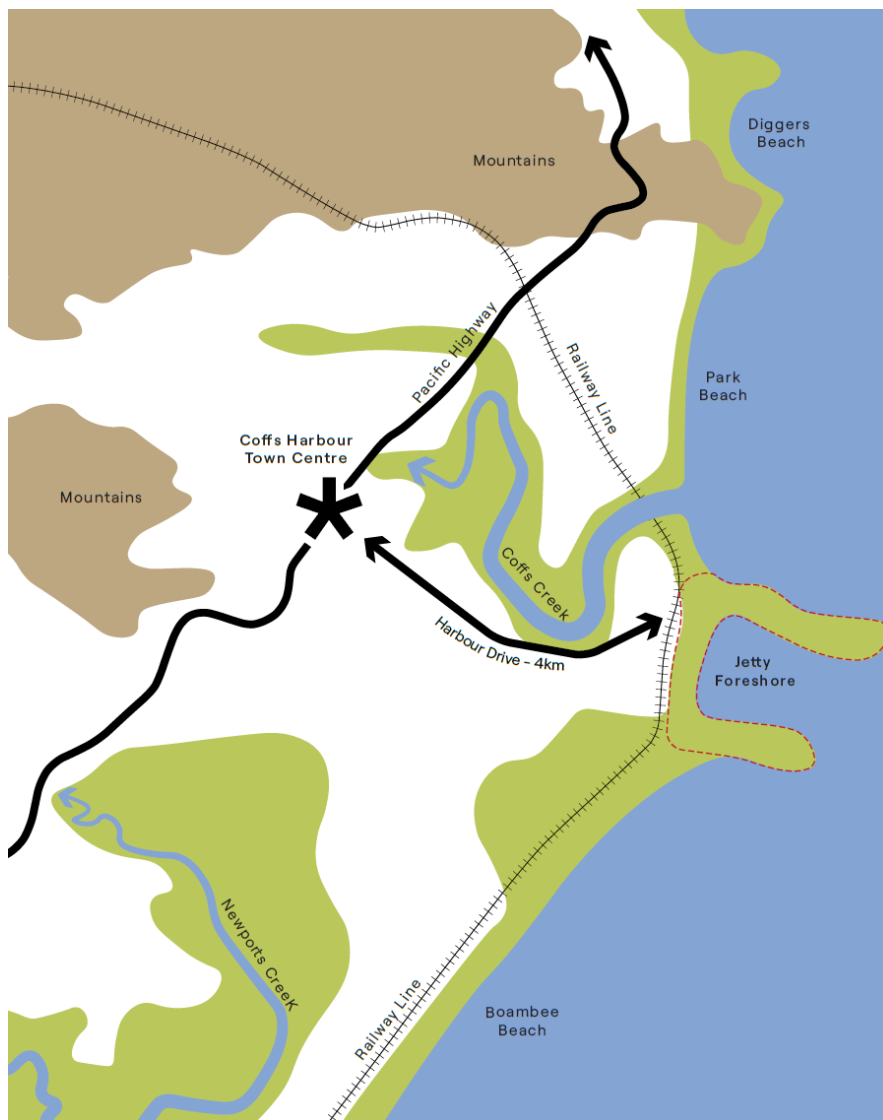 Diggers
Beach
Mountains
Pacific Highway
Railway Line
Park
Beach
Coffs Harbour
Town Centre
Mountains
Coffs Creek
Harbour Drive - 4km
Jetty
Foreshore
Newports CreeK
Railway Line
Boambee
Beach